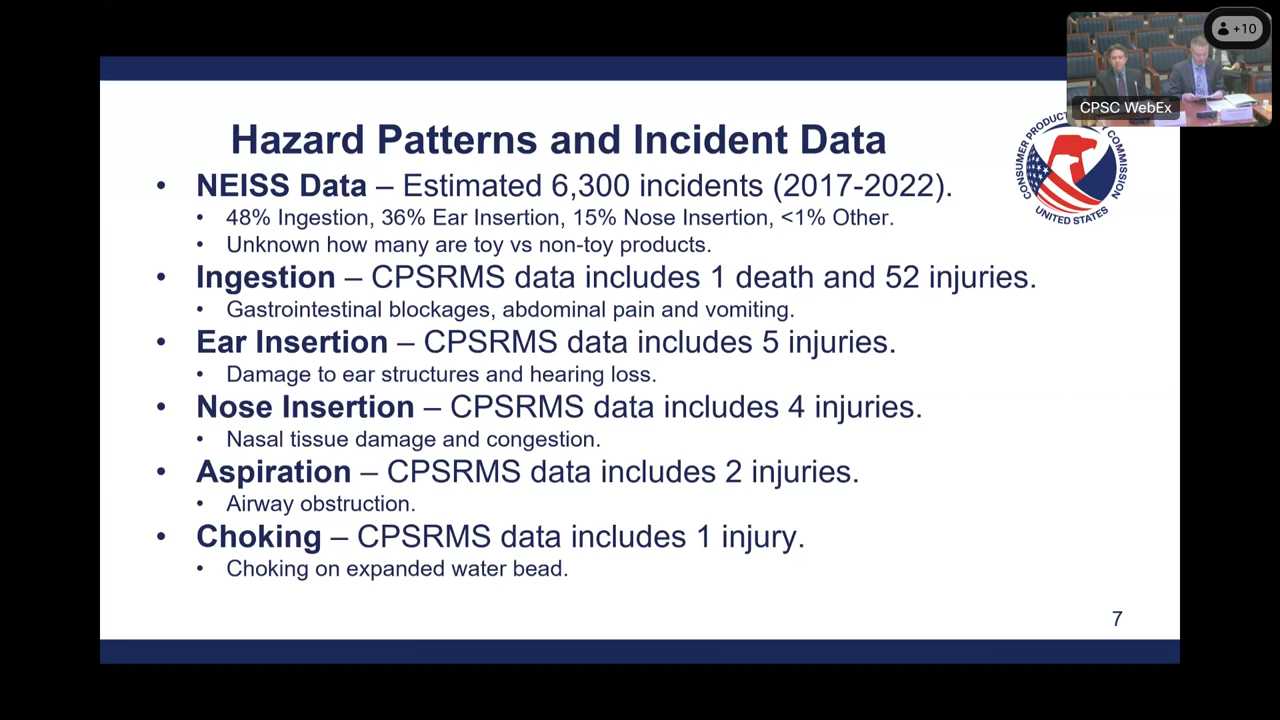 +10
CPSC WebEx
Hazard Patterns and Incident Data
• NEISS Data – Estimated 6,300 incidents (2017-2022).
• 48% Ingestion, 36% Ear Insertion, 15% Nose Insertion, <1% Other.
• Unknown how many are toy vs non-toy products.
• Ingestion – CPSRMS data includes 1 death and 52 injuries.
• Gastrointestinal blockages, abdominal pain and vomiting.
• Ear Insertion – CPSRMS data includes 5 injuries.
• Damage to ear structures and hearing loss.
• Nose Insertion – CPSRMS data includes 4 injuries.
• Nasal tissue damage and congestion.
• Aspiration – CPSRMS data includes 2 injuries.
• Airway obstruction.
• Choking – CPSRMS data includes 1 injury.
• Choking on expanded water bead.
CONSUMER PRODUC COMMISSION
UNITED STATES
7